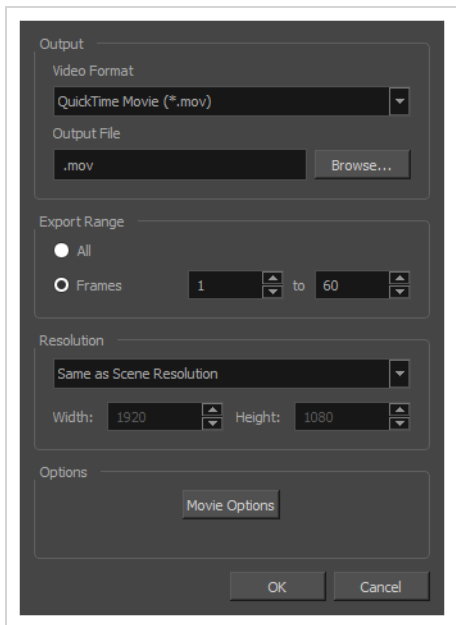 Output
Video Format
QuickTime Movie (*.mov)
Output File
.mov Browse...
Export Range
All
Frames 1 to 60
Resolution
Same as Scene Resolution
Width: 1920 Height: 1080
Options
Movie Options
OK Cancel